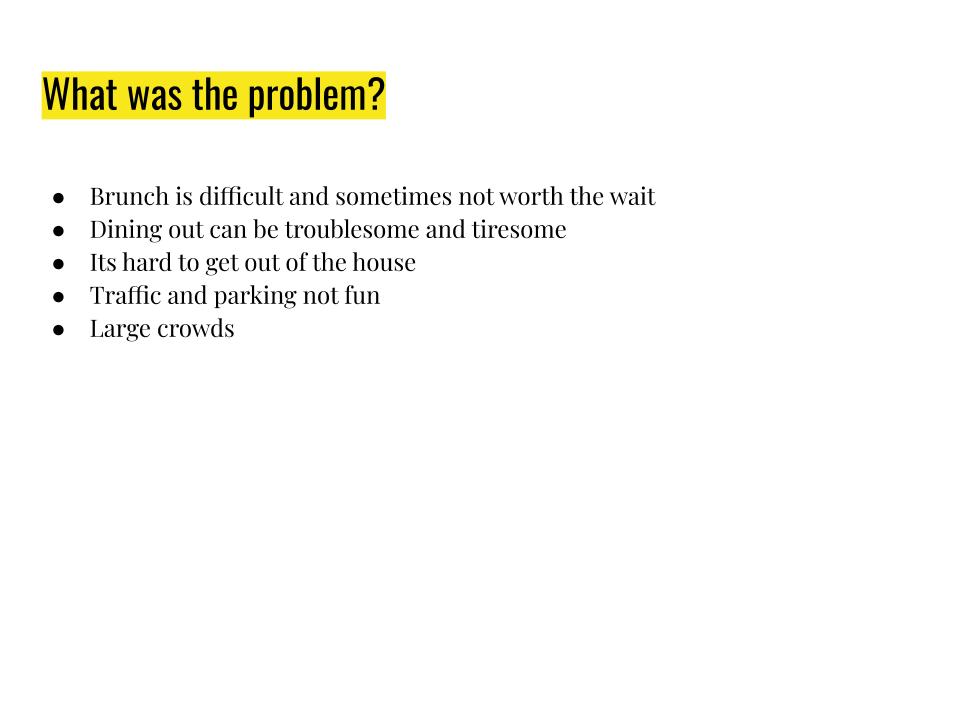 What was the problem?
● Brunch is difficult and sometimes not worth the wait
● Dining out can be troublesome and tiresome
● Its hard to get out of the house
● Traffic and parking not fun
● Large crowds